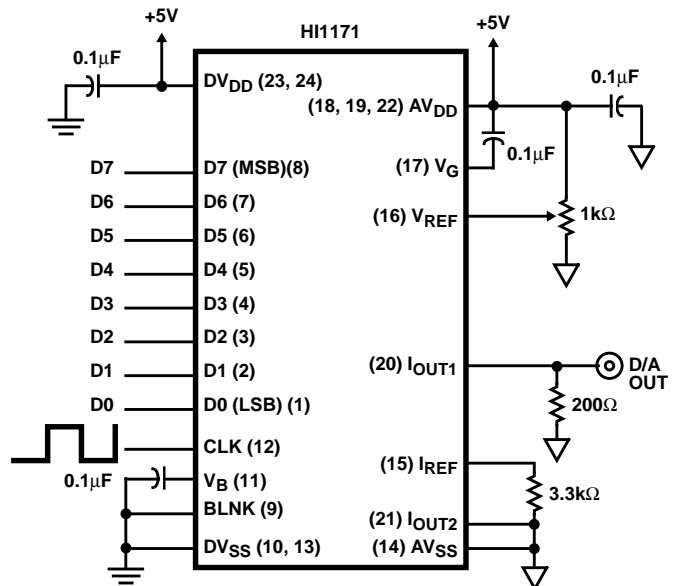 HI1171
+5V
+5V
0.1μF
DVDD (23, 24)
(18, 19, 22) AVDD
0.1μF
0.1μF
(17) VG
D7
D7 (MSB)(8)
D6
D6 (7)
(16) VREF
1kΩ
D5
D5 (6)
D4
D4 (5)
D3
D3 (4)
D2
D2 (3)
D1
D1 (2)
(20) IOUT1
D/A
OUT
D0
D0 (LSB) (1)
200Ω
CLK (12)
0.1μF
VB (11)
(15) IREF
3.3kΩ
BLNK (9)
(21) IOUT2
DVSS (10, 13)
(14) AVSS